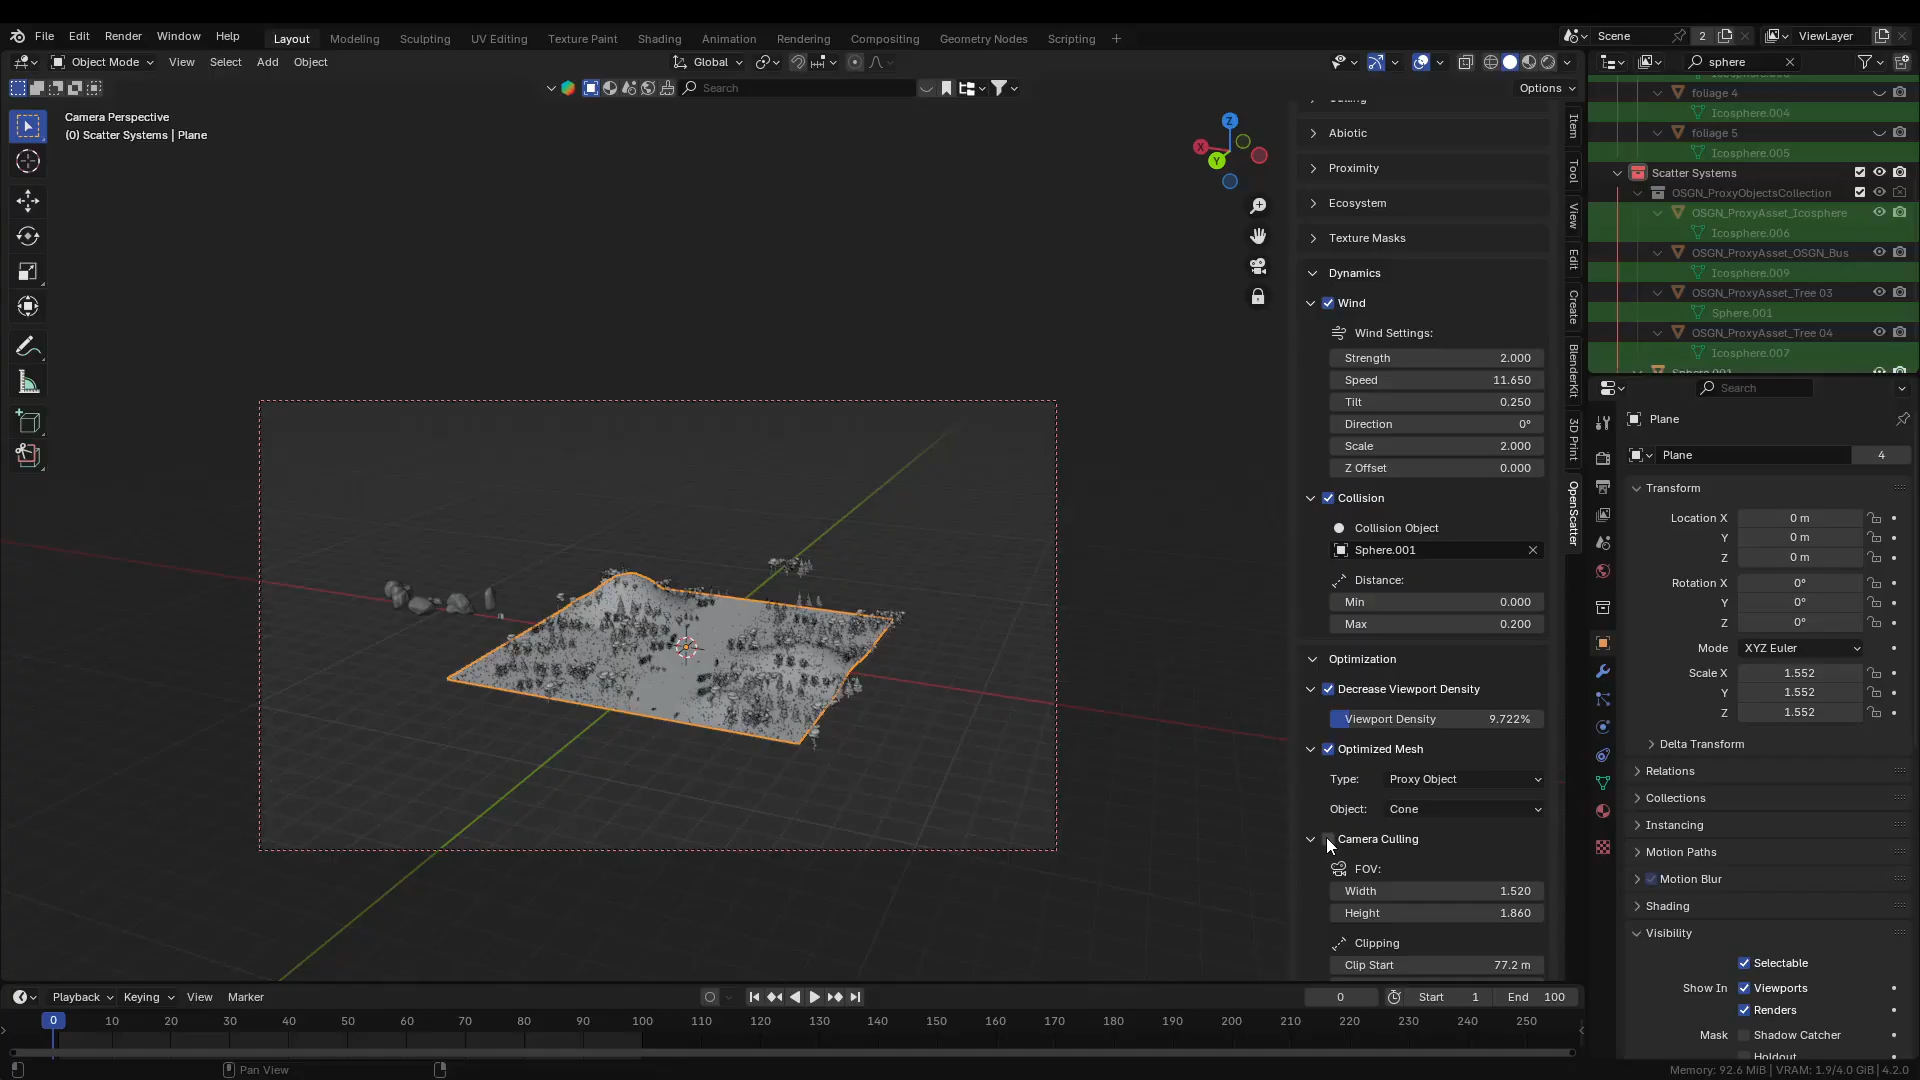 File Edit Render Window Help
Layout Modeling Sculpting UV Editing Texture Paint Shading Animation Rendering Compositing Geometry Nodes Scripting +
Scene 2 ViewLayer
Object Mode View Select Add Object
Global
sphere
Search
Options
Camera Perspective
(0) Scatter Systems | Plane
Z
X
Y
Abiotic
Proximity
Ecosystem
Texture Masks
Dynamics
Wind
Wind Settings:
Strength 2.000
Speed 11.650
Tilt 0.250
Direction 0°
Scale 2.000
Z Offset 0.000
Collision
Collision Object
Sphere.001
Distance:
Min 0.000
Max 0.200
Optimization
Decrease Viewport Density
Viewport Density 9.722%
Optimized Mesh
Type: Proxy Object
Object: Cone
Camera Culling
FOV:
Width 1.520
Height 1.860
Clipping
Clip Start 77.2 m
Item
Tool
View
Edit
Create
BlenderKit
3D Print
OpenScatter
foliage 4
Icosphere.004
foliage 5
Icosphere.005
Scatter Systems
OSGN_ProxyObjectsCollection
OSGN_ProxyAsset_Icosphere
Icosphere.006
OSGN_ProxyAsset_OSGN_Bus
Icosphere.009
OSGN_ProxyAsset_Tree 03
Sphere.001
OSGN_ProxyAsset_Tree 04
Icosphere.007
Sphere.001
Search
Plane
Plane 4
Transform
Location X 0 m
Y 0 m
Z 0 m
Rotation X 0°
Y 0°
Z 0°
Mode XYZ Euler
Scale X 1.552
Y 1.552
Z 1.552
Delta Transform
Relations
Collections
Instancing
Motion Paths
Motion Blur
Shading
Visibility
Selectable
Show In Viewports
Renders
Mask Shadow Catcher
Holdout
Playback Keying View Marker
0 Start 1 End 100
0 10 20 30 40 50 60 70 80 90 100 110 120 130 140 150 160 170 180 190 200 210 220 230 240 250
Pan View
Memory: 92.6 MiB | VRAM: 1.9/4.0 GiB | 4.2.0